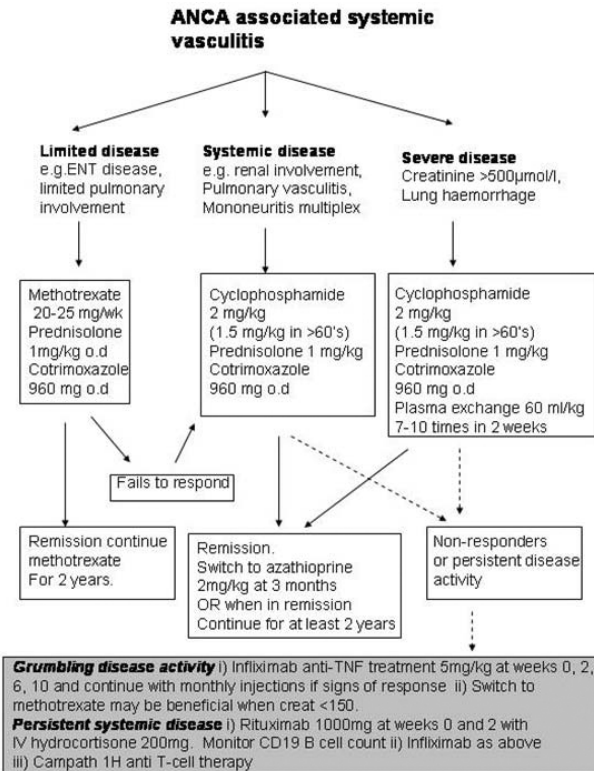 ANCA associated systemic
vasculitis
Limited disease
e.g.ENT disease,
limited pulmonary
involvement
Systemic disease
e.g. renal involvement,
Pulmonary vasculitis,
Mononeuritis multiplex
Severe disease
Creatinine >500µmol/l,
Lung haemorrhage
Methotrexate
20-25 mg/wk
Prednisolone
1mg/kg o.d
Cotrimoxazole
960 mg o.d
Cyclophosphamide
2 mg/kg
(1.5 mg/kg in >60's)
Prednisolone 1 mg/kg
Cotrimoxazole
960 mg o.d
Cyclophosphamide
2 mg/kg
(1.5 mg/kg in >60's)
Prednisolone 1 mg/kg
Cotrimoxazole
960 mg o.d
Plasma exchange 60 ml/kg
7-10 times in 2 weeks
Fails to respond
Remission continue
methotrexate
For 2 years.
Remission.
Switch to azathioprine
2mg/kg at 3 months
OR when in remission
Continue for at least 2 years
Non-responders
or persistent disease
activity
Grumbling disease activity i) Infliximab anti-TNF treatment 5mg/kg at weeks 0, 2,
6, 10 and continue with monthly injections if signs of response ii) Switch to
methotrexate may be beneficial when creat <150.
Persistent systemic disease i) Rituximab 1000mg at weeks 0 and 2 with
IV hydrocortisone 200mg. Monitor CD19 B cell count ii) Infliximab as above
iii) Campath 1H anti T-cell therapy